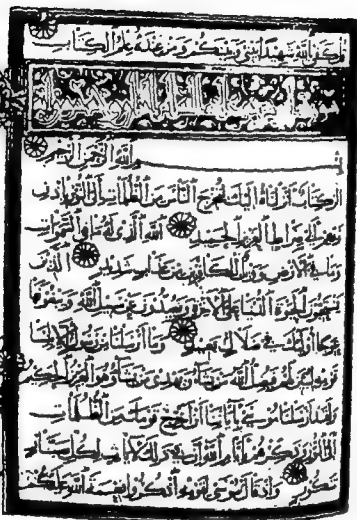 قل كفى بالله شهيدا بيني وبينكم ومن عنده علم الكتاب
بسم الله الرحمن الرحيم
الر كتاب أنزلناه إليك لتخرج الناس من الظلمات إلى النور بإذن
ربهم إلى صراط العزيز الحميد الله الذي له ما في السموات
وما في الأرض وويل للكافرين من عذاب شديد الذين
يستحبون الحيوة الدنيا على الآخرة ويصدون عن سبيل الله ويبغونها
عوجا أولئك في ضلال بعيد وما أرسلنا من رسول إلا بلسان
قومه ليبين لهم فيضل الله من يشاء ويهدي من يشاء وهو العزيز الحكيم
ولقد أرسلنا موسى بآياتنا أن أخرج قومك من الظلمات
إلى النور وذكرهم بأيام الله إن في ذلك لآيات لكل صبار
شكور وإذ قال موسى لقومه اذكروا نعمة الله عليكم